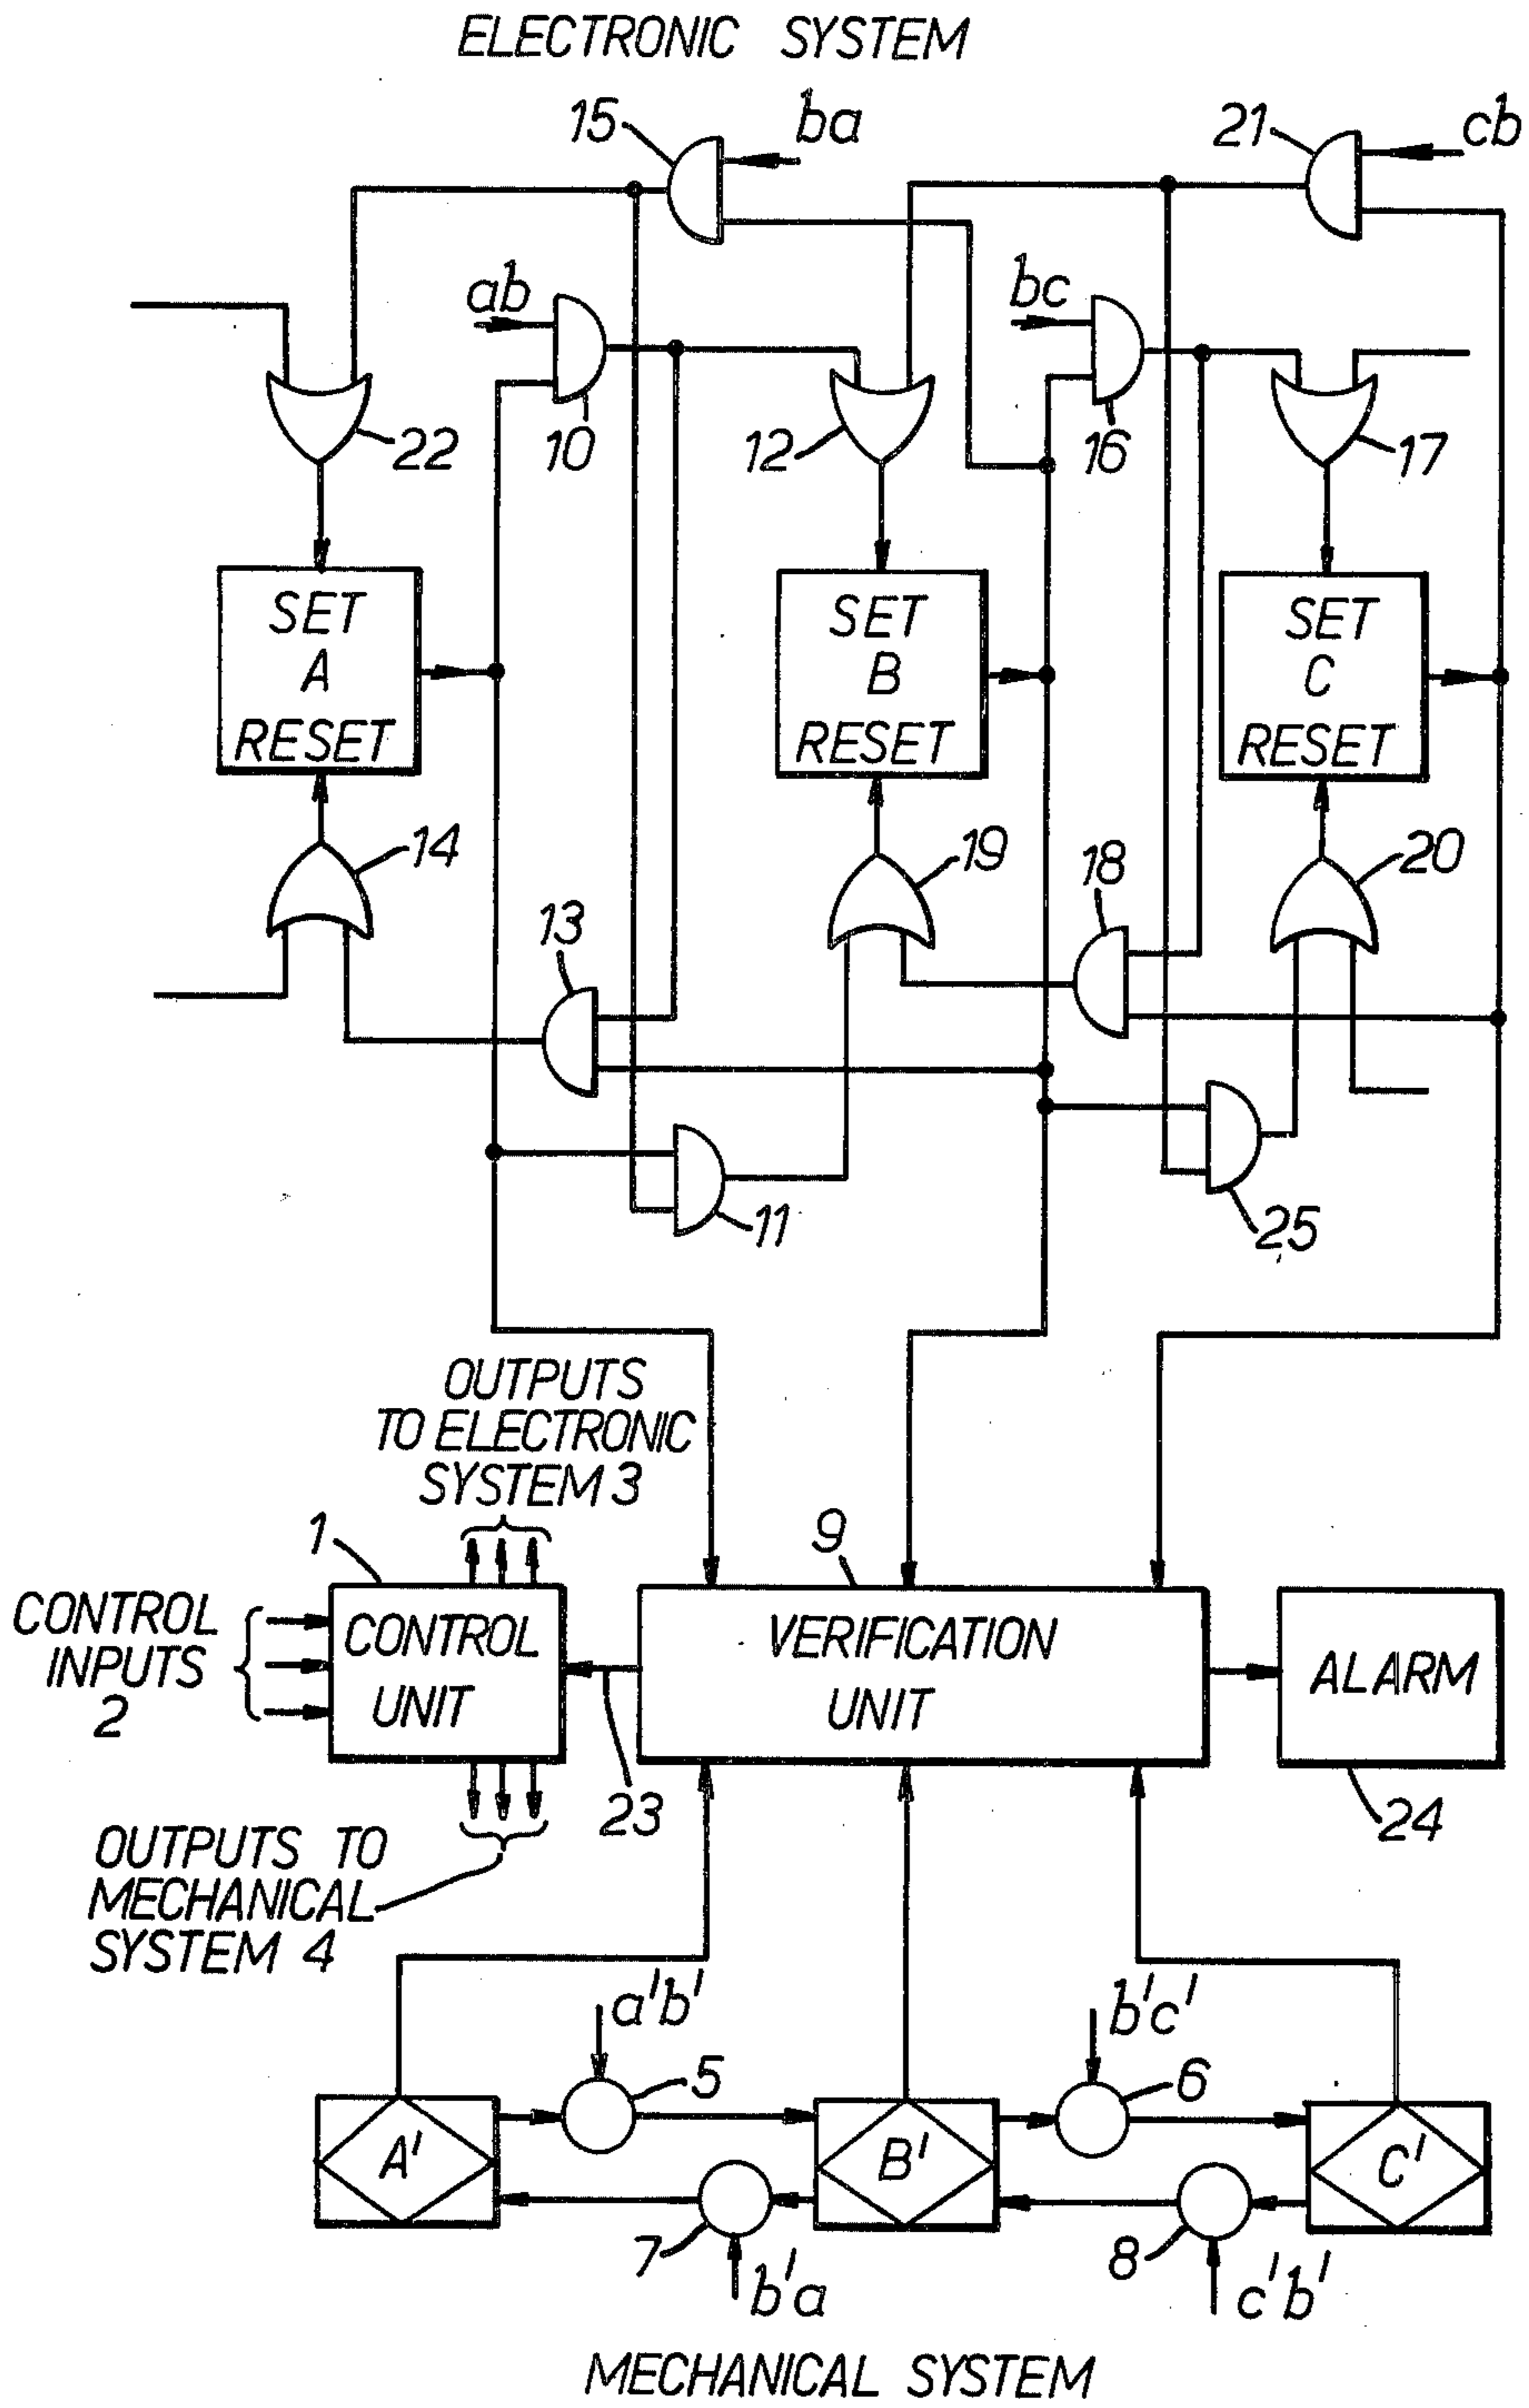 ELECTRONIC SYSTEM
15
ba
21
cb
ab
bc
22
10
12
16
17
SET
A
RESET
SET
B
RESET
SET
C
RESET
14
13
19
18
20
11
25
OUTPUTS
TO ELECTRONIC
SYSTEM 3
1
9
CONTROL
INPUTS
2
CONTROL
UNIT
VERIFICATION
UNIT
ALARM
23
24
OUTPUTS TO
MECHANICAL
SYSTEM 4
a'b'
b'c'
5
6
A'
B'
C'
7
8
b'a
c'b'
MECHANICAL SYSTEM